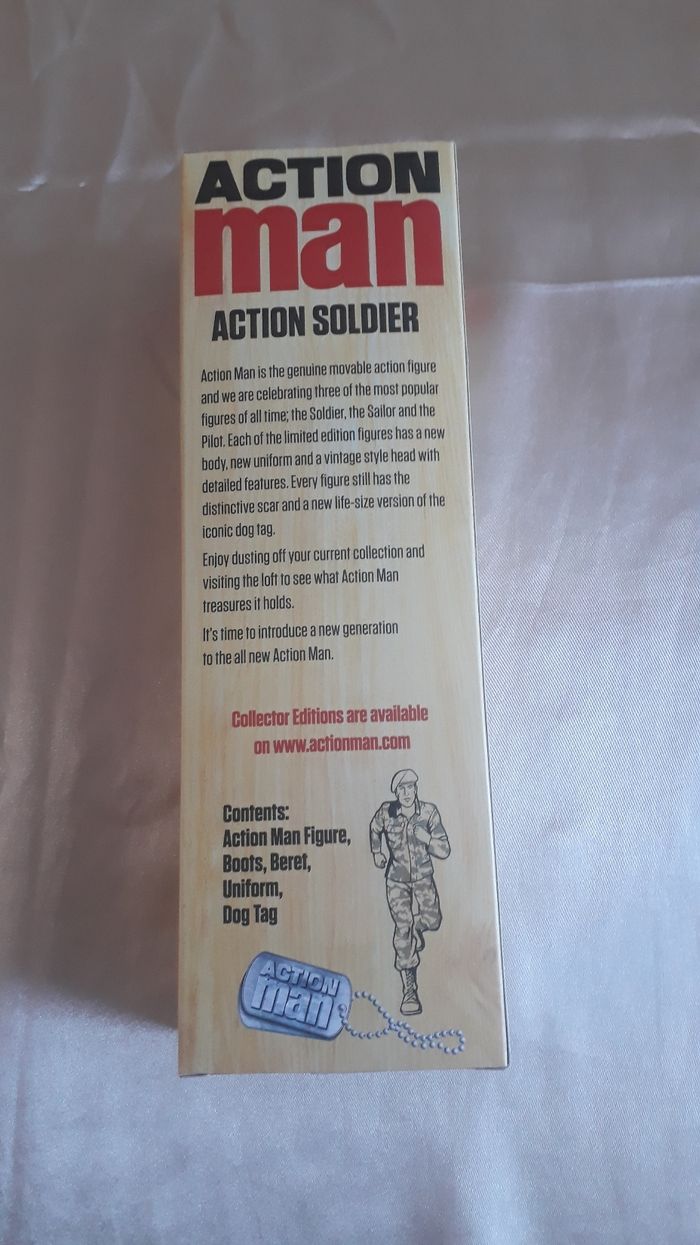 ACTION
man
ACTION SOLDIER
Action Man is the genuine movable action figure
and we are celebrating three of the most popular
figures of all time; the Soldier, the Sailor and the
Pilot. Each of the limited edition figures has a new
body, new uniform and a vintage style head with
detailed features. Every figure still has the
distinctive scar and a new life-size version of the
iconic dog tag.
Enjoy dusting off your current collection and
visiting the loft to see what Action Man
treasures it holds.
It's time to introduce a new generation
to the all new Action Man.
Collector Editions are available
on www.actionman.com
Contents:
Action Man Figure,
Boots, Beret,
Uniform,
Dog Tag
ACTION
man